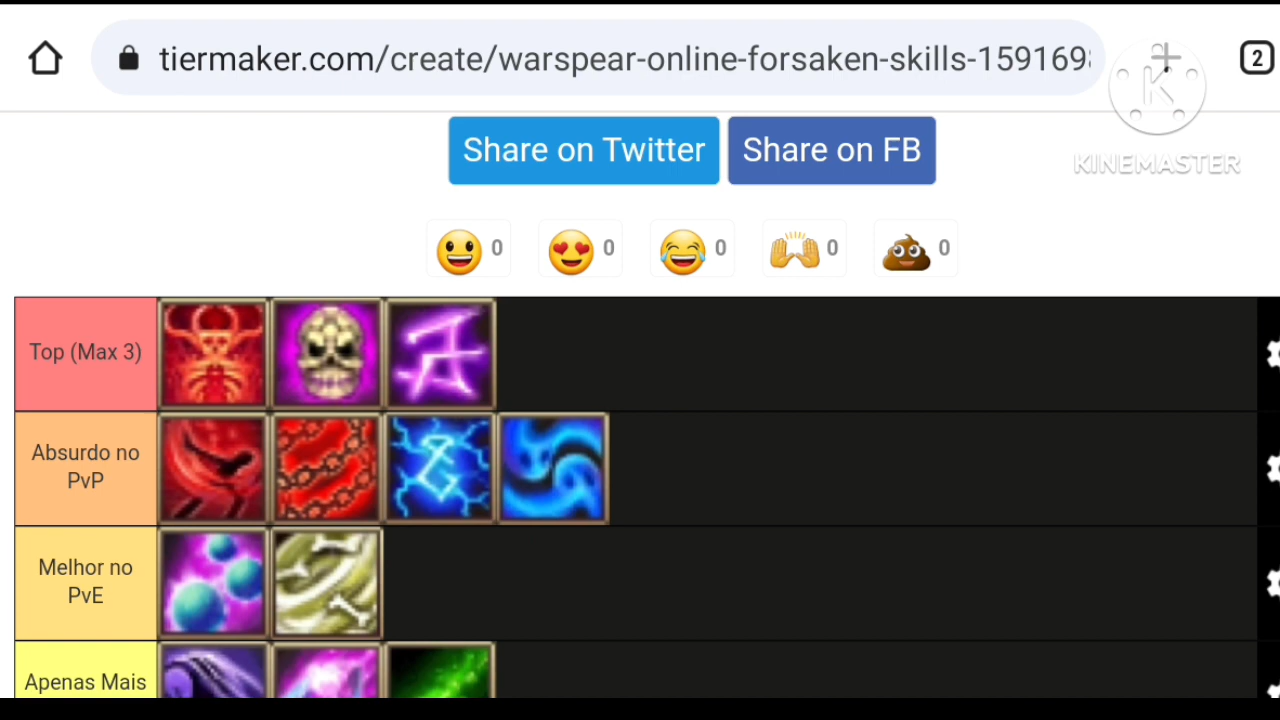 tiermaker.com/create/warspear-online-forsaken-skills-159169
2
K
KINEMASTER
Share on Twitter
Share on FB
0
0
0
0
0
Top (Max 3)
Absurdo no
PvP
Melhor no
PvE
Apenas Mais